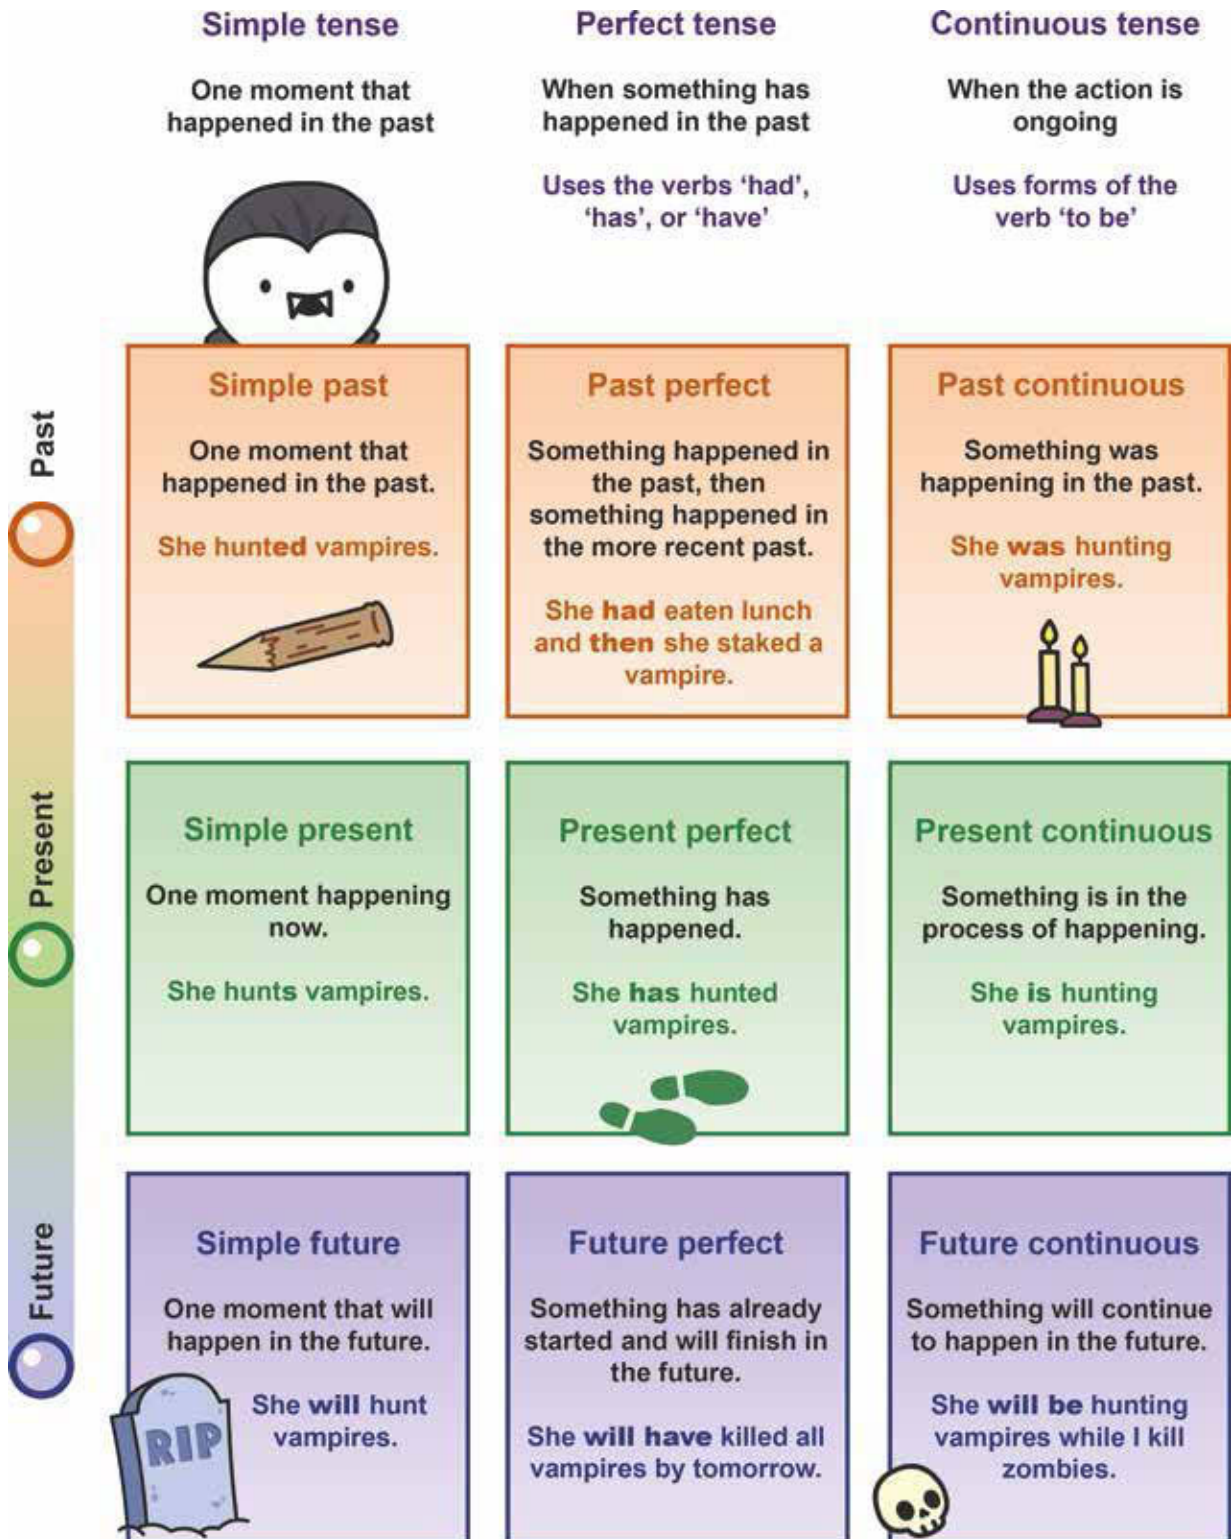 Simple tense
One moment that
happened in the past
Perfect tense
When something has
happened in the past
Uses the verbs ‘had’,
‘has’, or ‘have’
Continuous tense
When the action is
ongoing
Uses forms of the
verb ‘to be’
Past
Simple past
One moment that
happened in the past.
She hunted vampires.
Past perfect
Something happened in
the past, then
something happened in
the more recent past.
She had eaten lunch
and then she staked a
vampire.
Past continuous
Something was
happening in the past.
She was hunting
vampires.
Present
Simple present
One moment happening
now.
She hunts vampires.
Present perfect
Something has
happened.
She has hunted
vampires.
Present continuous
Something is in the
process of happening.
She is hunting
vampires.
Future
Simple future
One moment that will
happen in the future.
She will hunt
vampires.
RIP
Future perfect
Something has already
started and will finish in
the future.
She will have killed all
vampires by tomorrow.
Future continuous
Something will continue
to happen in the future.
She will be hunting
vampires while I kill
zombies.